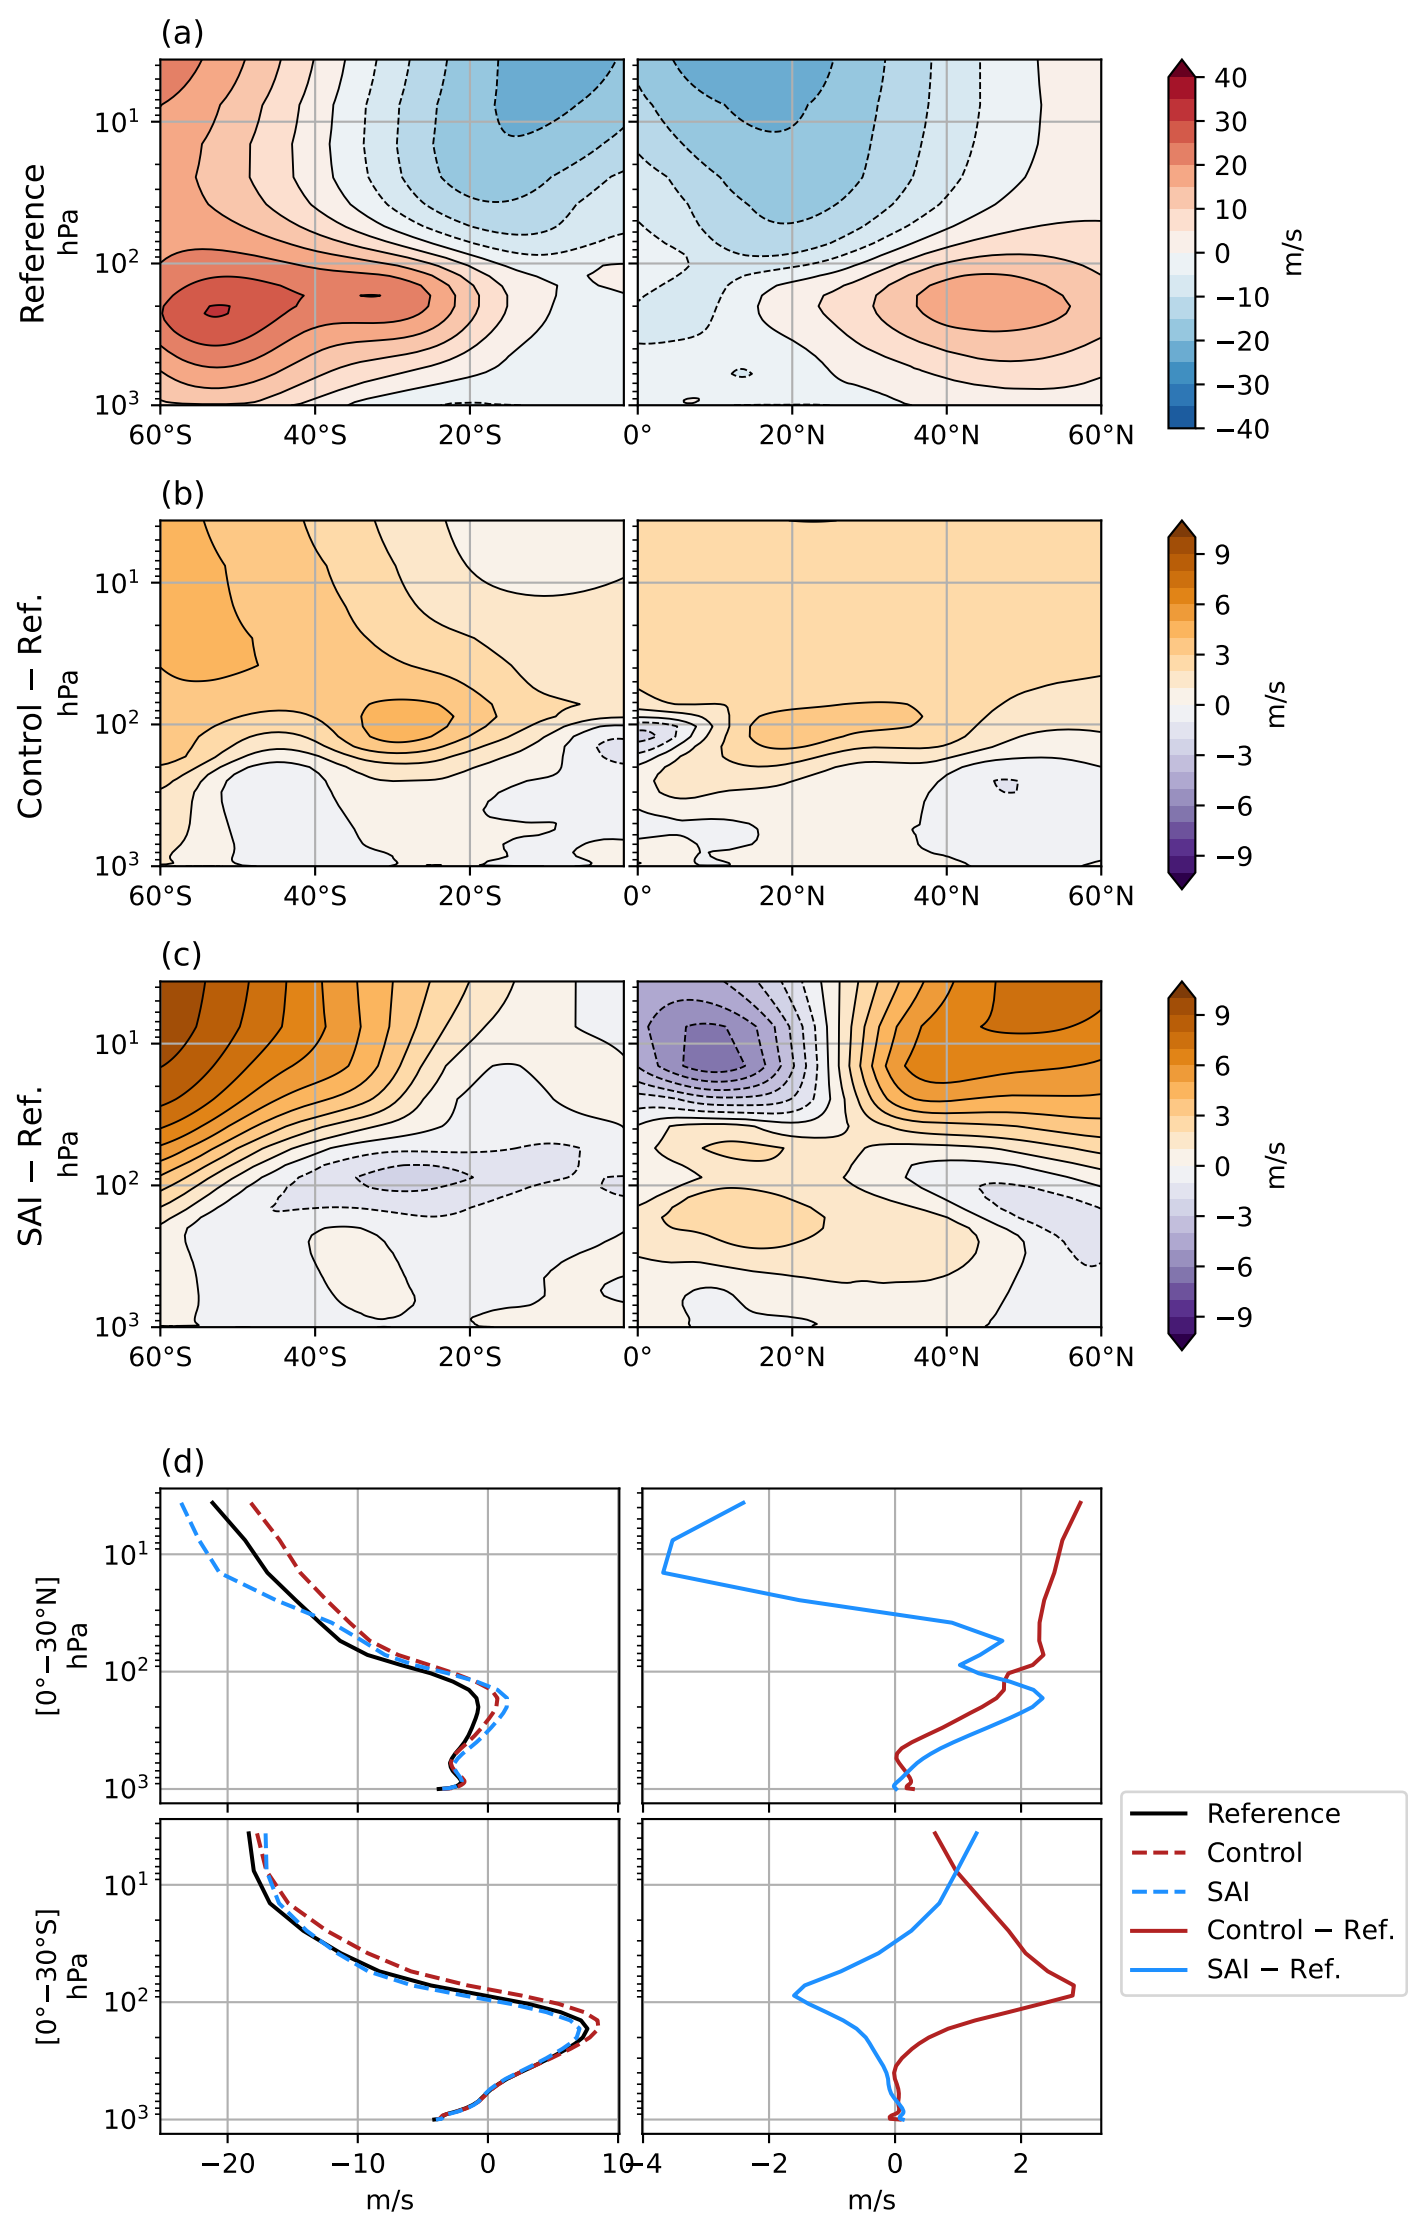 (a)
Reference
hPa
10¹
10²
10³
60°S 40°S 20°S 0° 20°N 40°N 60°N
40
30
20
10
0
−10
−20
−30
−40
m/s
(b)
Control − Ref.
hPa
10¹
10²
10³
60°S 40°S 20°S 0° 20°N 40°N 60°N
9
6
3
0
−3
−6
−9
m/s
(c)
SAI − Ref.
hPa
10¹
10²
10³
60°S 40°S 20°S 0° 20°N 40°N 60°N
9
6
3
0
−3
−6
−9
m/s
(d)
[0°−30°N]
hPa
10¹
10²
10³
[0°−30°S]
hPa
10¹
10²
10³
−20 −10 0 10
m/s
−4 −2 0 2
m/s
Reference
Control
SAI
Control − Ref.
SAI − Ref.